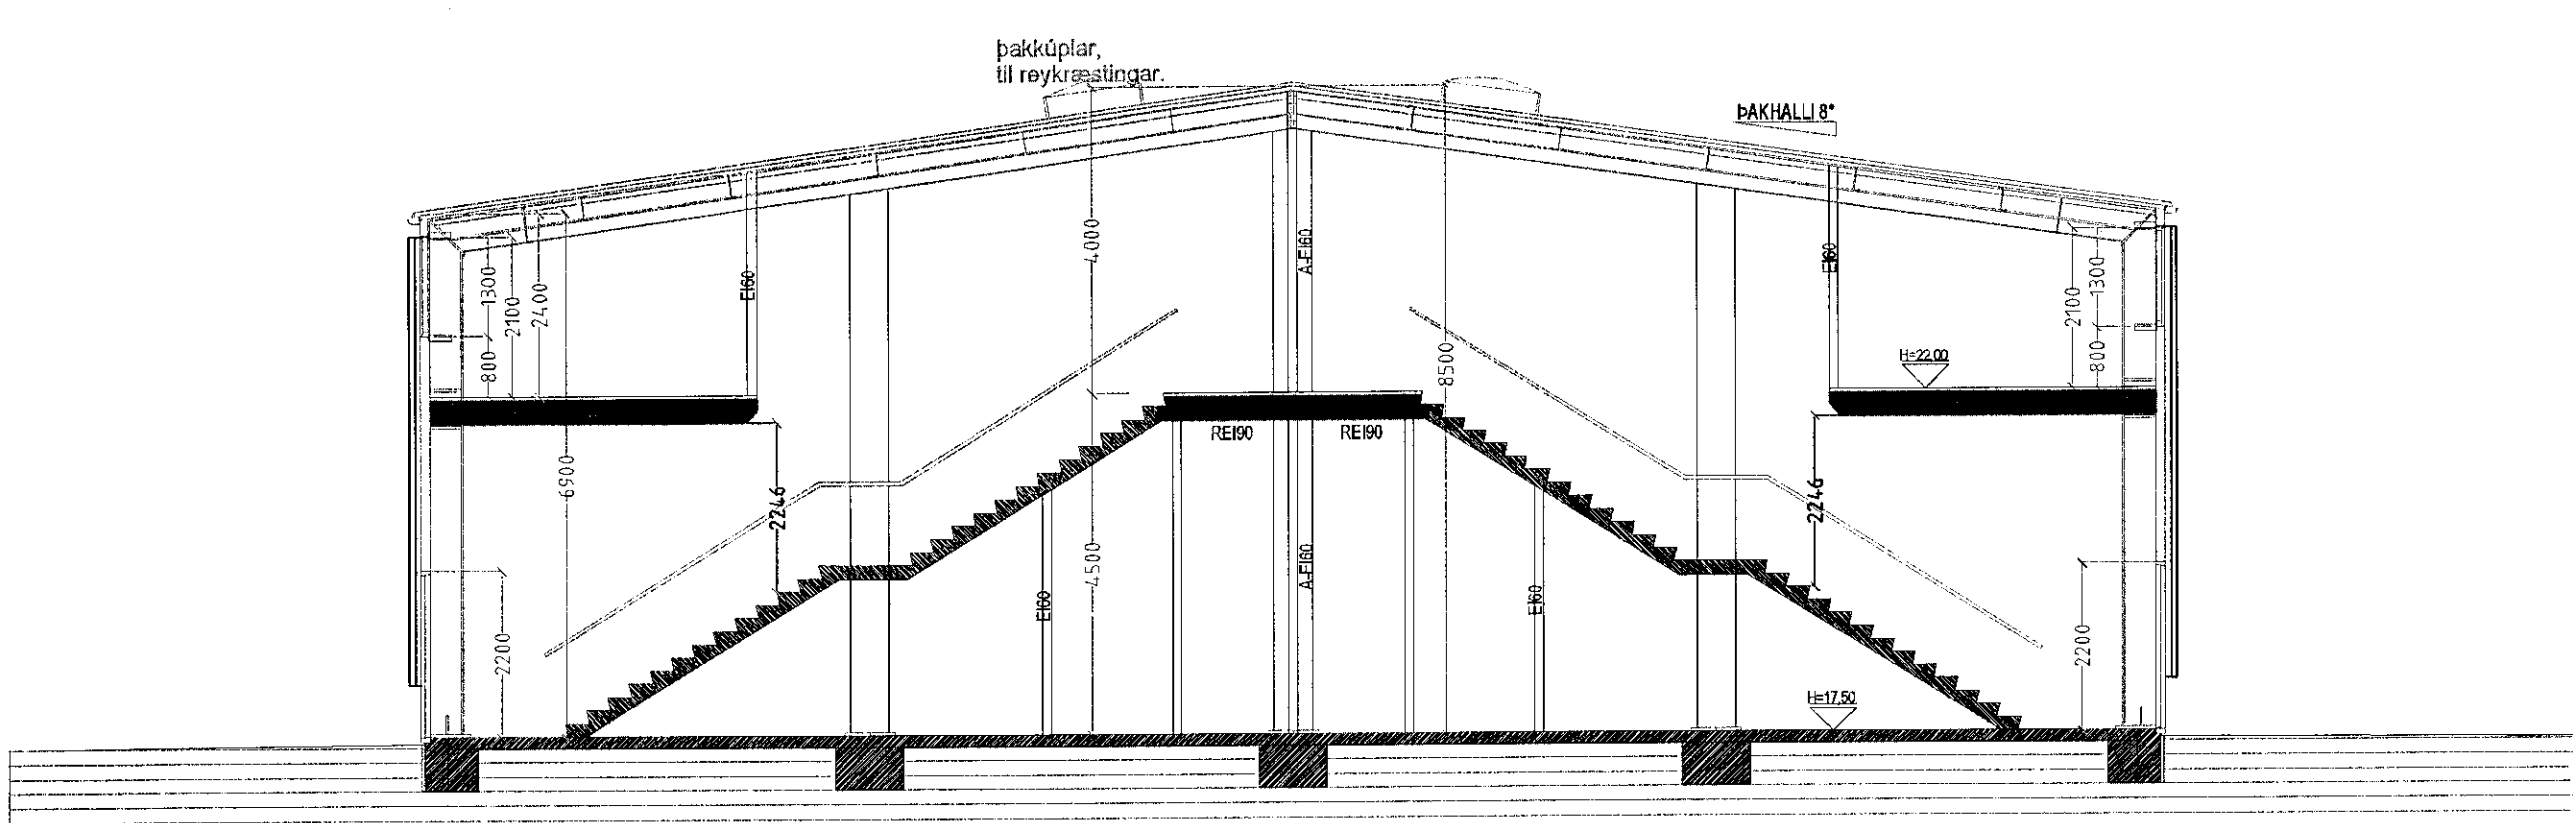 þakkúplar,
til reykræstingar.
ÞAKHALLI 8°
4000
A-EI60
EI60
EI60
1300
2100
2400
2100
1300
8500
H=22,00
800
800
REI90
REI90
6900
2246
2246
4500
A-EI60
EI60
EI60
2200
2200
H=17,50